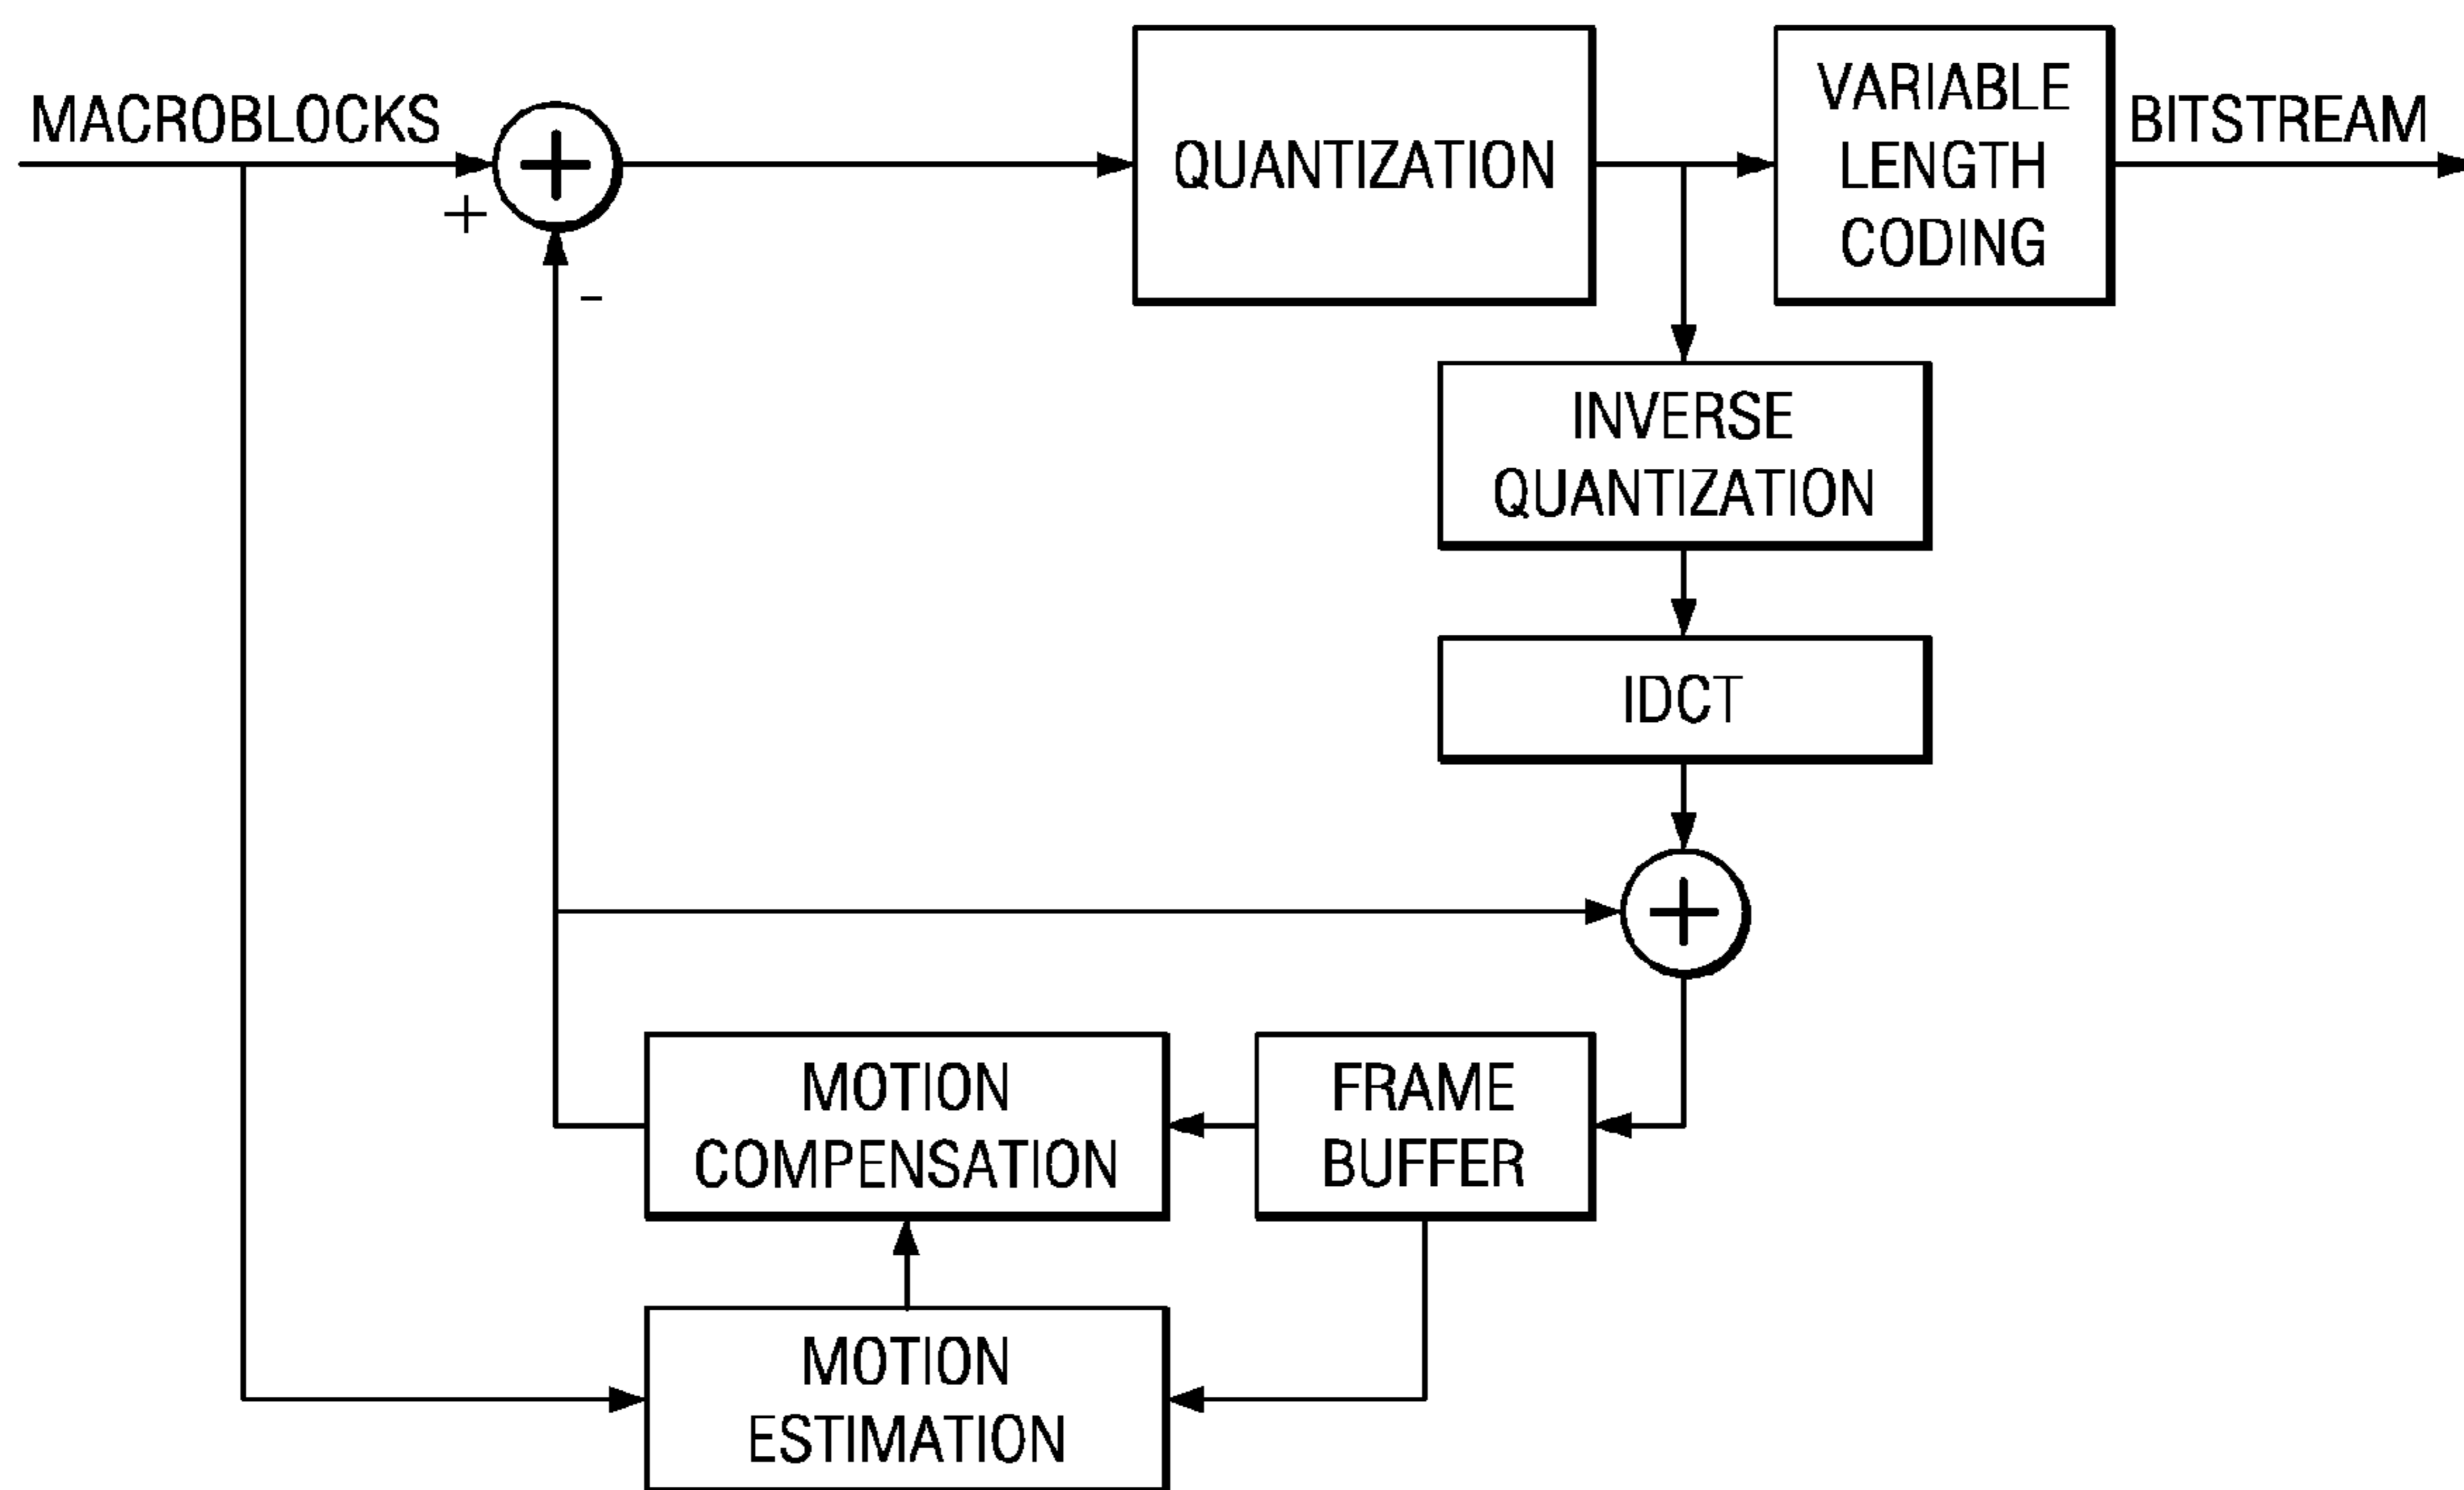 MACROBLOCKS
+
-
QUANTIZATION
VARIABLE
LENGTH
CODING
BITSTREAM
INVERSE
QUANTIZATION
IDCT
MOTION
COMPENSATION
FRAME
BUFFER
MOTION
ESTIMATION